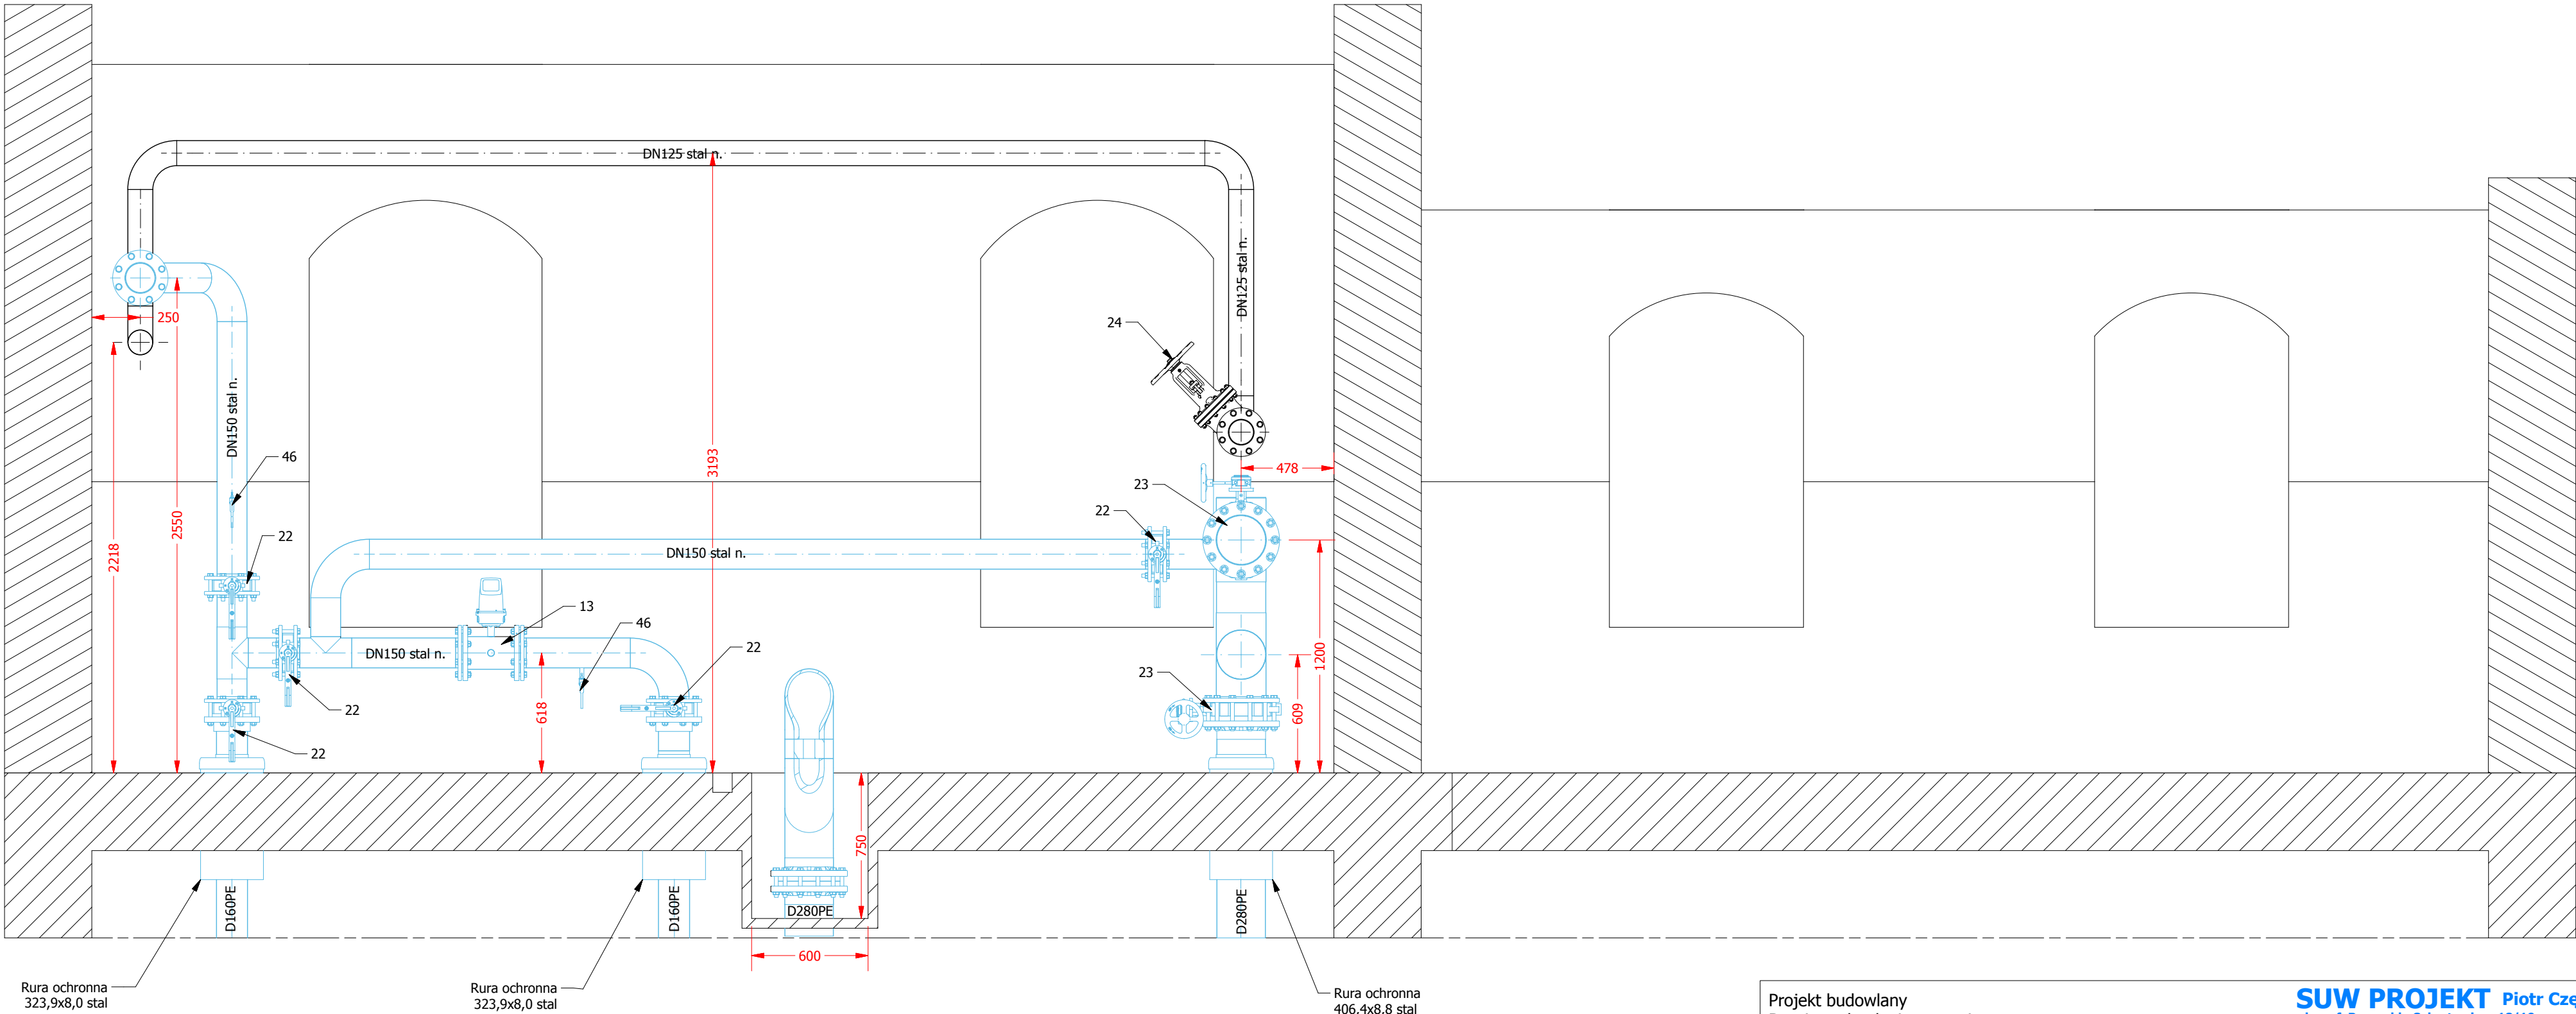 DN125 stal n.
DN125 stal n.
250
24
DN150 stal n.
3193
46
478
2550
23
2218
22
22
DN150 stal n.
13
46
22
DN150 stal n.
618
22
1200
23
609
22
750
D160PE
D160PE
D280PE
D280PE
600
Rura ochronna
323,9x8,0 stal
Rura ochronna
323,9x8,0 stal
Rura ochronna
406,4x8,8 stal
Projekt budowlany
SUW PROJEKT Piotr Czę